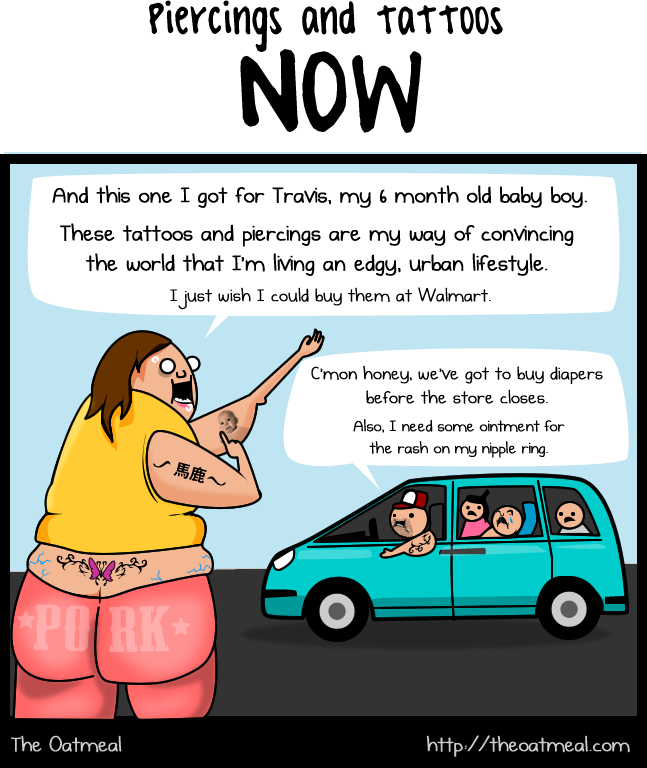 Piercings and tattoos
NOW
And this one I got for Travis, my 6 month old baby boy.
These tattoos and piercings are my way of convincing
the world that I'm living an edgy, urban lifestyle.
I just wish I could buy them at Walmart.
C'mon honey, we've got to buy diapers
before the store closes.
Also, I need some ointment for
the rash on my nipple ring.
~馬鹿~
PORK
The Oatmeal
http://theoatmeal.com